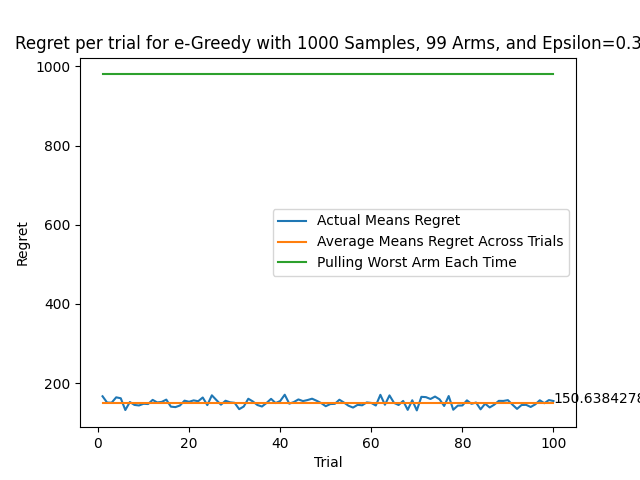 Regret per trial for e-Greedy with 1000 Samples, 99 Arms, and Epsilon=0.3
1000
800
600
400
200
Regret
Actual Means Regret
Average Means Regret Across Trials
Pulling Worst Arm Each Time
150.6384278
0 20 40 60 80 100
Trial